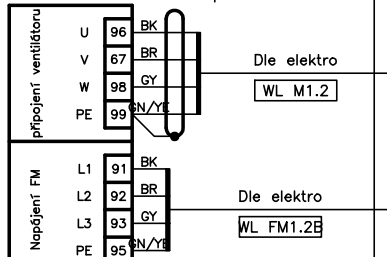 připojení ventilátoru
U 96 BK
V 67 BR
W 98 GY
PE 99 GN/YE
Dle elektro
WL M1.2
Napájení FM
L1 91 BK
L2 92 BR
L3 93 GY
PE 95 GN/YE
Dle elektro
WL FM1.2B